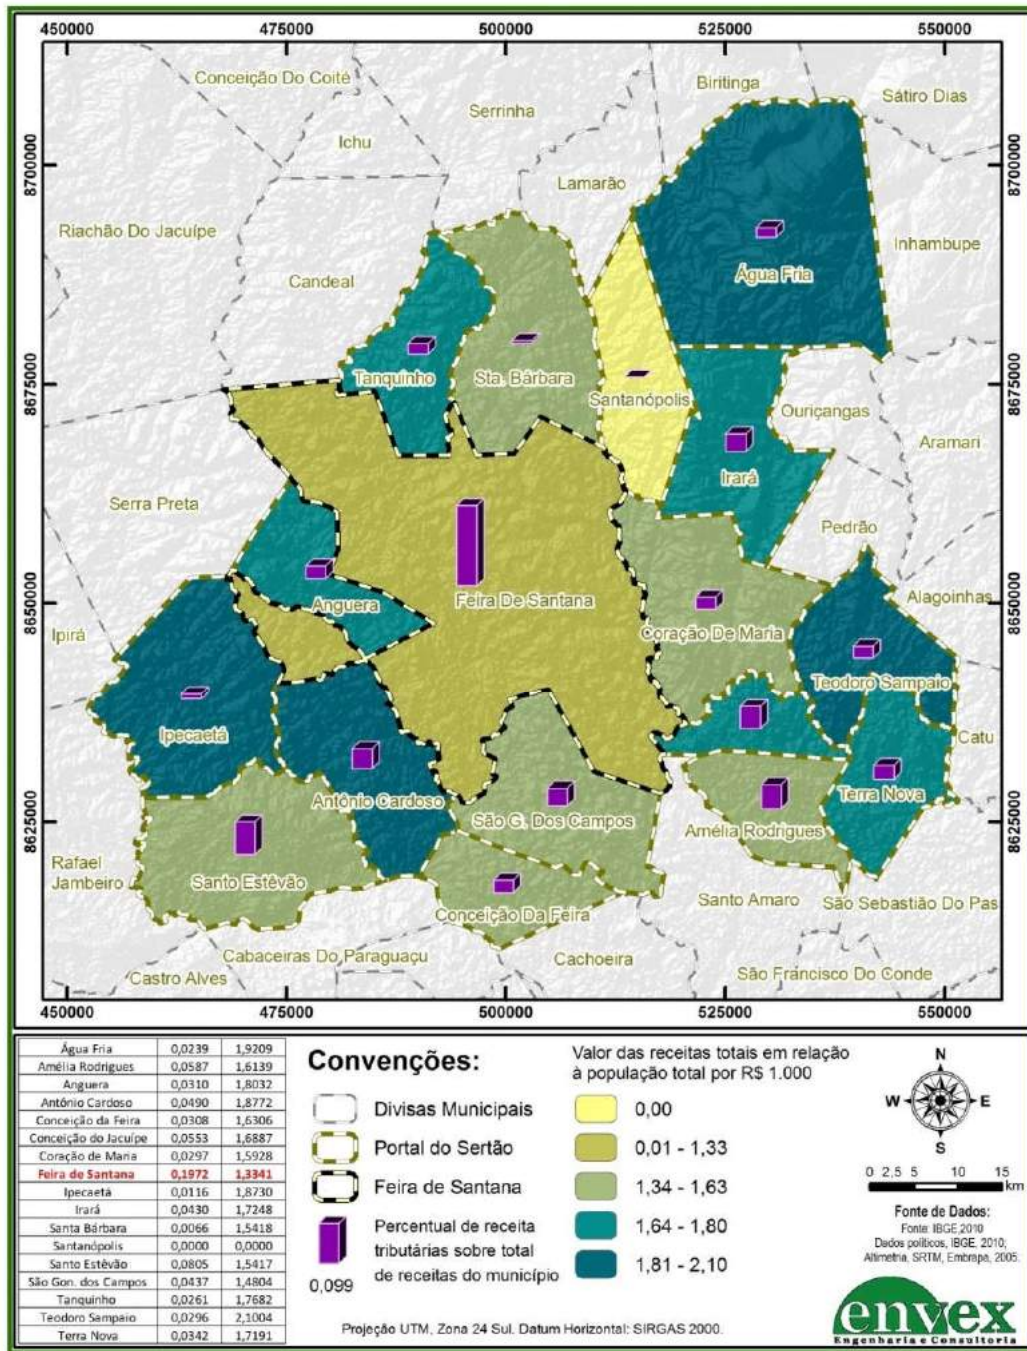 450000 475000 500000 525000 550000
Conceição Do Coité
Serrinha
Biritinga
Sátiro Dias
Ichu
8700000
8700000
Lamarão
Riachão Do Jacuípe
Inhambupe
Candeal
Água Fria
Tanquinho
Sta. Bárbara
Santanópolis
8675000
8675000
Ouriçangas
Aramari
Irará
Serra Preta
Pedrão
Feira De Santana
Anguera
8650000
8650000
Alagoinhas
Ipirá
Coração De Maria
Teodoro Sampaio
Ipecaetá
Catu
Antônio Cardoso
São G. Dos Campos
Terra Nova
Amélia Rodrigues
8625000
8625000
Rafael
Jambeiro
Santo Estêvão
Conceição Da Feira
Santo Amaro
São Sebastião Do Pas
Cabaceiras Do Paraguaçu
Cachoeira
Castro Alves
São Francisco Do Conde
450000 475000 500000 525000 550000
Água Fria 0,0239 1,9209
Amélia Rodrigues 0,0587 1,6139
Anguera 0,0310 1,8032
Antônio Cardoso 0,0490 1,8772
Conceição da Feira 0,0308 1,6306
Conceição do Jacuípe 0,0553 1,6887
Coração de Maria 0,0297 1,5928
Feira de Santana 0,1972 1,3341
Ipecaetá 0,0116 1,8730
Irará 0,0430 1,7248
Santa Bárbara 0,0066 1,5418
Santanópolis 0,0000 0,0000
Santo Estêvão 0,0805 1,5417
São Gon. dos Campos 0,0437 1,4804
Tanquinho 0,0261 1,7682
Teodoro Sampaio 0,0296 2,1004
Terra Nova 0,0342 1,7191
Convenções:
Divisas Municipais
Portal do Sertão
Feira de Santana
Percentual de receita
tributárias sobre total
de receitas do município
0,099
Valor das receitas totais em relação
à população total por R$ 1.000
0,00
0,01 - 1,33
1,34 - 1,63
1,64 - 1,80
1,81 - 2,10
Projeção UTM, Zona 24 Sul. Datum Horizontal: SIRGAS 2000.
N
W E
S
0 2,5 5 10 15
km
Fonte de Dados:
Fonte: IBGE 2010
Dados políticos, IBGE, 2010;
Altimetria, SRTM, Embrapa, 2005.
envex
Engenharia e Consultoria